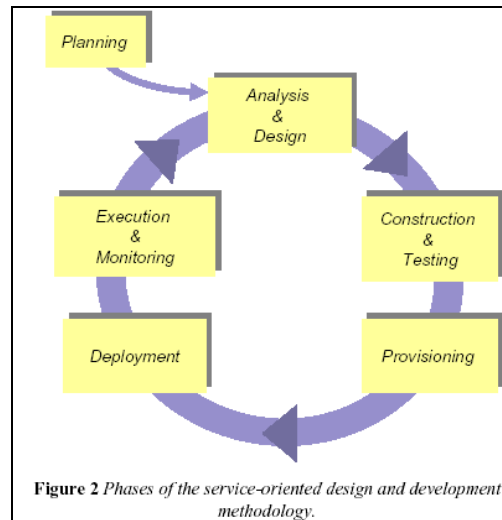 Planning
Analysis
&
Design
Execution
&
Monitoring
Construction
&
Testing
Deployment
Provisioning
Figure 2 Phases of the service-oriented design and development
methodology.